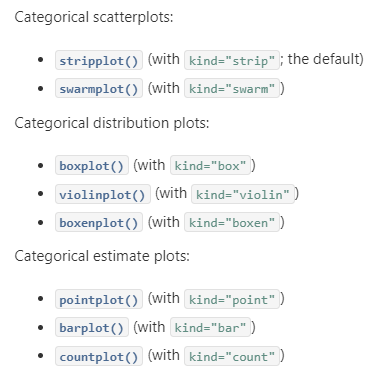 Categorical scatterplots:
• stripplot() (with kind="strip"; the default)
• swarmplot() (with kind="swarm")
Categorical distribution plots:
• boxplot() (with kind="box")
• violinplot() (with kind="violin")
• boxenplot() (with kind="boxen")
Categorical estimate plots:
• pointplot() (with kind="point")
• barplot() (with kind="bar")
• countplot() (with kind="count")